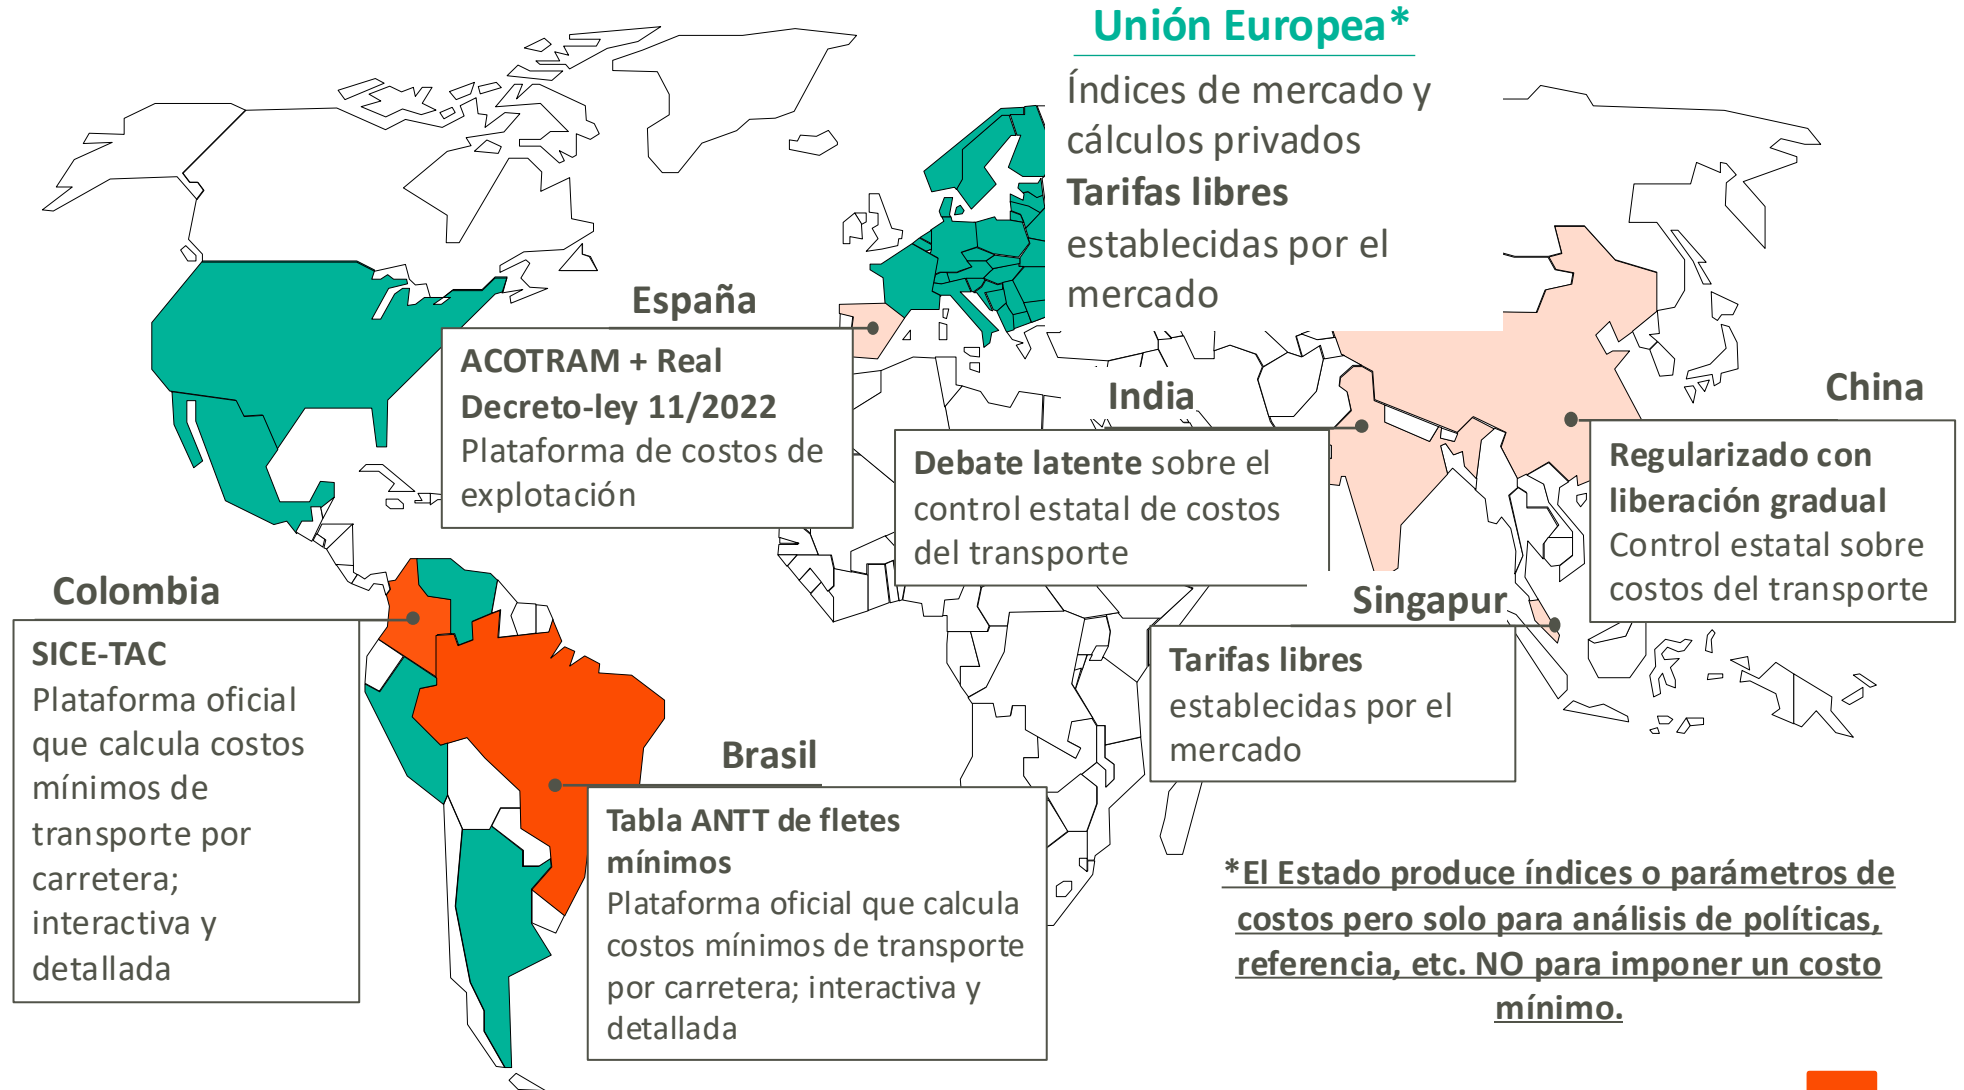 Unión Europea*
Índices de mercado y
cálculos privados
Tarifas libres
establecidas por el
mercado
España
ACOTRAM + Real
Decreto-ley 11/2022
Plataforma de costos de
explotación
India
Debate latente sobre el
control estatal de costos
del transporte
China
Regularizado con
liberación gradual
Control estatal sobre
costos del transporte
Colombia
SICE-TAC
Plataforma oficial
que calcula costos
mínimos de
transporte por
carretera;
interactiva y
detallada
Singapur
Tarifas libres
establecidas por el
mercado
Brasil
Tabla ANTT de fletes
mínimos
Plataforma oficial que calcula
costos mínimos de transporte
por carretera; interactiva y
detallada
*El Estado produce índices o parámetros de
costos pero solo para análisis de políticas,
referencia, etc. NO para imponer un costo
mínimo.